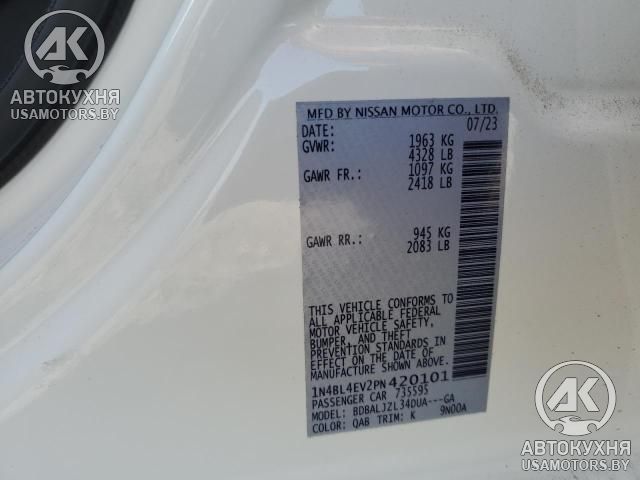 АК
АВТОКУХНЯ
USAMOTORS.BY
MFD BY NISSAN MOTOR CO., LTD.
DATE: 07/23
GVWR: 1963 KG
4328 LB
GAWR FR.: 1097 KG
2418 LB
GAWR RR.: 945 KG
2083 LB
THIS VEHICLE CONFORMS TO
ALL APPLICABLE FEDERAL
MOTOR VEHICLE SAFETY,
BUMPER, AND THEFT
PREVENTION STANDARDS
IN EFFECT ON THE DATE OF
MANUFACTURE SHOWN ABOVE.
1N4BL4EV2PN420101
PASSENGER CAR 735595
MODEL: BDBALJZL34DUA---GA
COLOR: QAB TRIM: K 9N00A
АК
АВТОКУХНЯ
USAMOTORS.BY